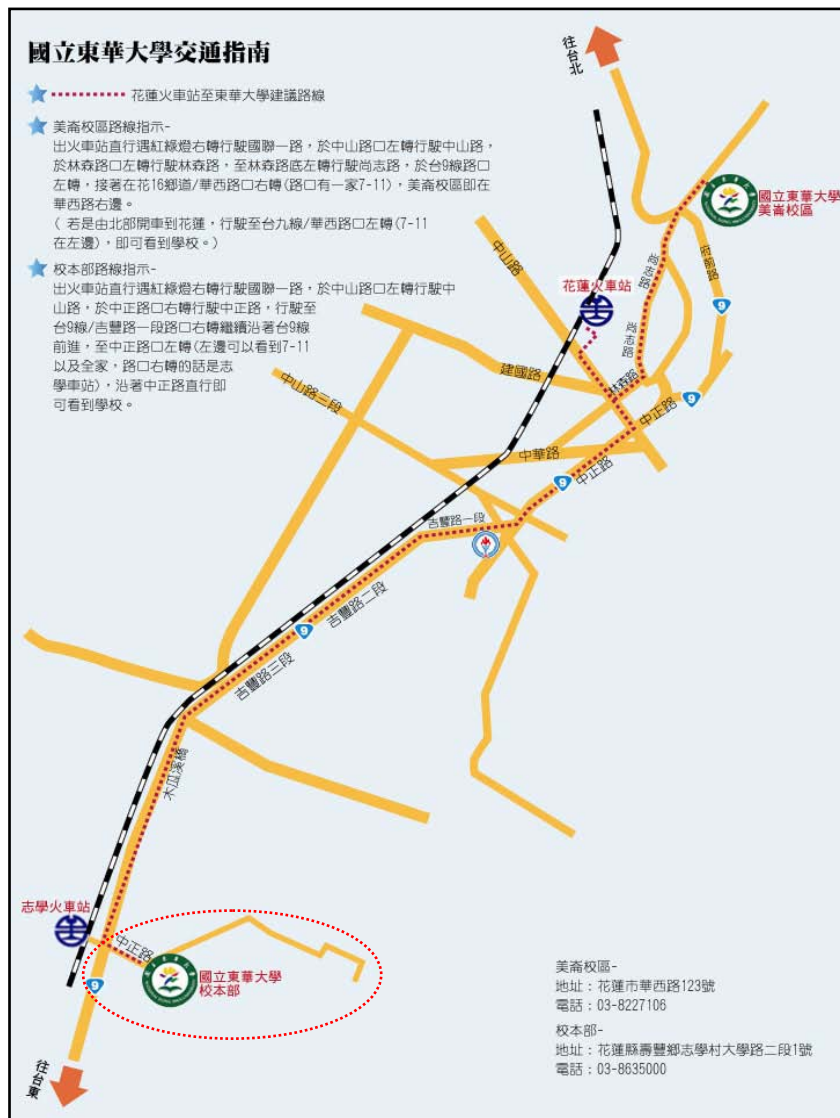 國立東華大學交通指南
花蓮火車站至東華大學建議路線
美崙校區路線指示-
出火車站直行遇紅綠燈右轉行駛國聯一路，於中山路口左轉行駛中山路，
於林森路口左轉行駛林森路，至林森路底左轉行駛尚志路，於台9線路口
左轉，接著在花16鄉道/華西路口右轉(路口有一家7-11)，美崙校區即在
華西路右邊。
( 若是由北部開車到花蓮，行駛至台九線/華西路口左轉(7-11
在左邊)，即可看到學校。)
校本部路線指示-
出火車站直行遇紅綠燈右轉行駛國聯一路，於中山路口左轉行駛中
山路，於中正路口右轉行駛中正路，行駛至
台9線/吉豐路一段路口右轉繼續沿著台9線
前進，至中正路口左轉(左邊可以看到7-11
以及全家，路口右轉的話是志
學車站)，沿著中正路直行即
可看到學校。
往台北
國立東華大學
美崙校區
中山路
花蓮火車站
尚志路
府前路
9
尚志路
建國路
林森路
中山路三段
中正路
9
中華路
中正路
9
吉豐路一段
吉豐路二段
9
吉豐路三段
木瓜溪橋
志學火車站
中正路
國立東華大學
校本部
9
往台東
美崙校區-
地址：花蓮市華西路123號
電話：03-8227106
校本部-
地址：花蓮縣壽豐鄉志學村大學路二段1號
電話：03-8635000